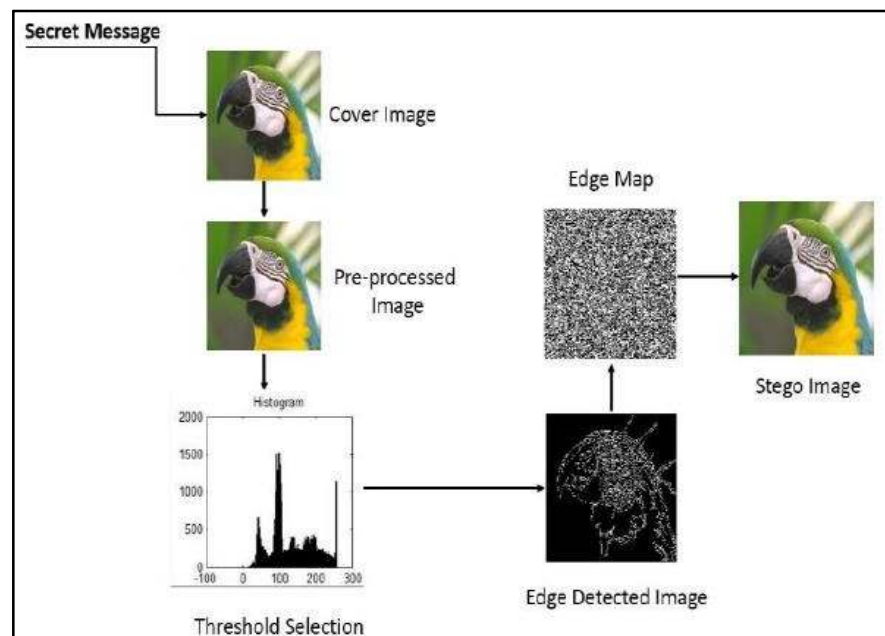 Secret Message
Cover Image
Pre-processed
Image
Histogram
2000
1500
1000
500
0
-100 0 100 200 300
Threshold Selection
Edge Map
Stego Image
Edge Detected Image